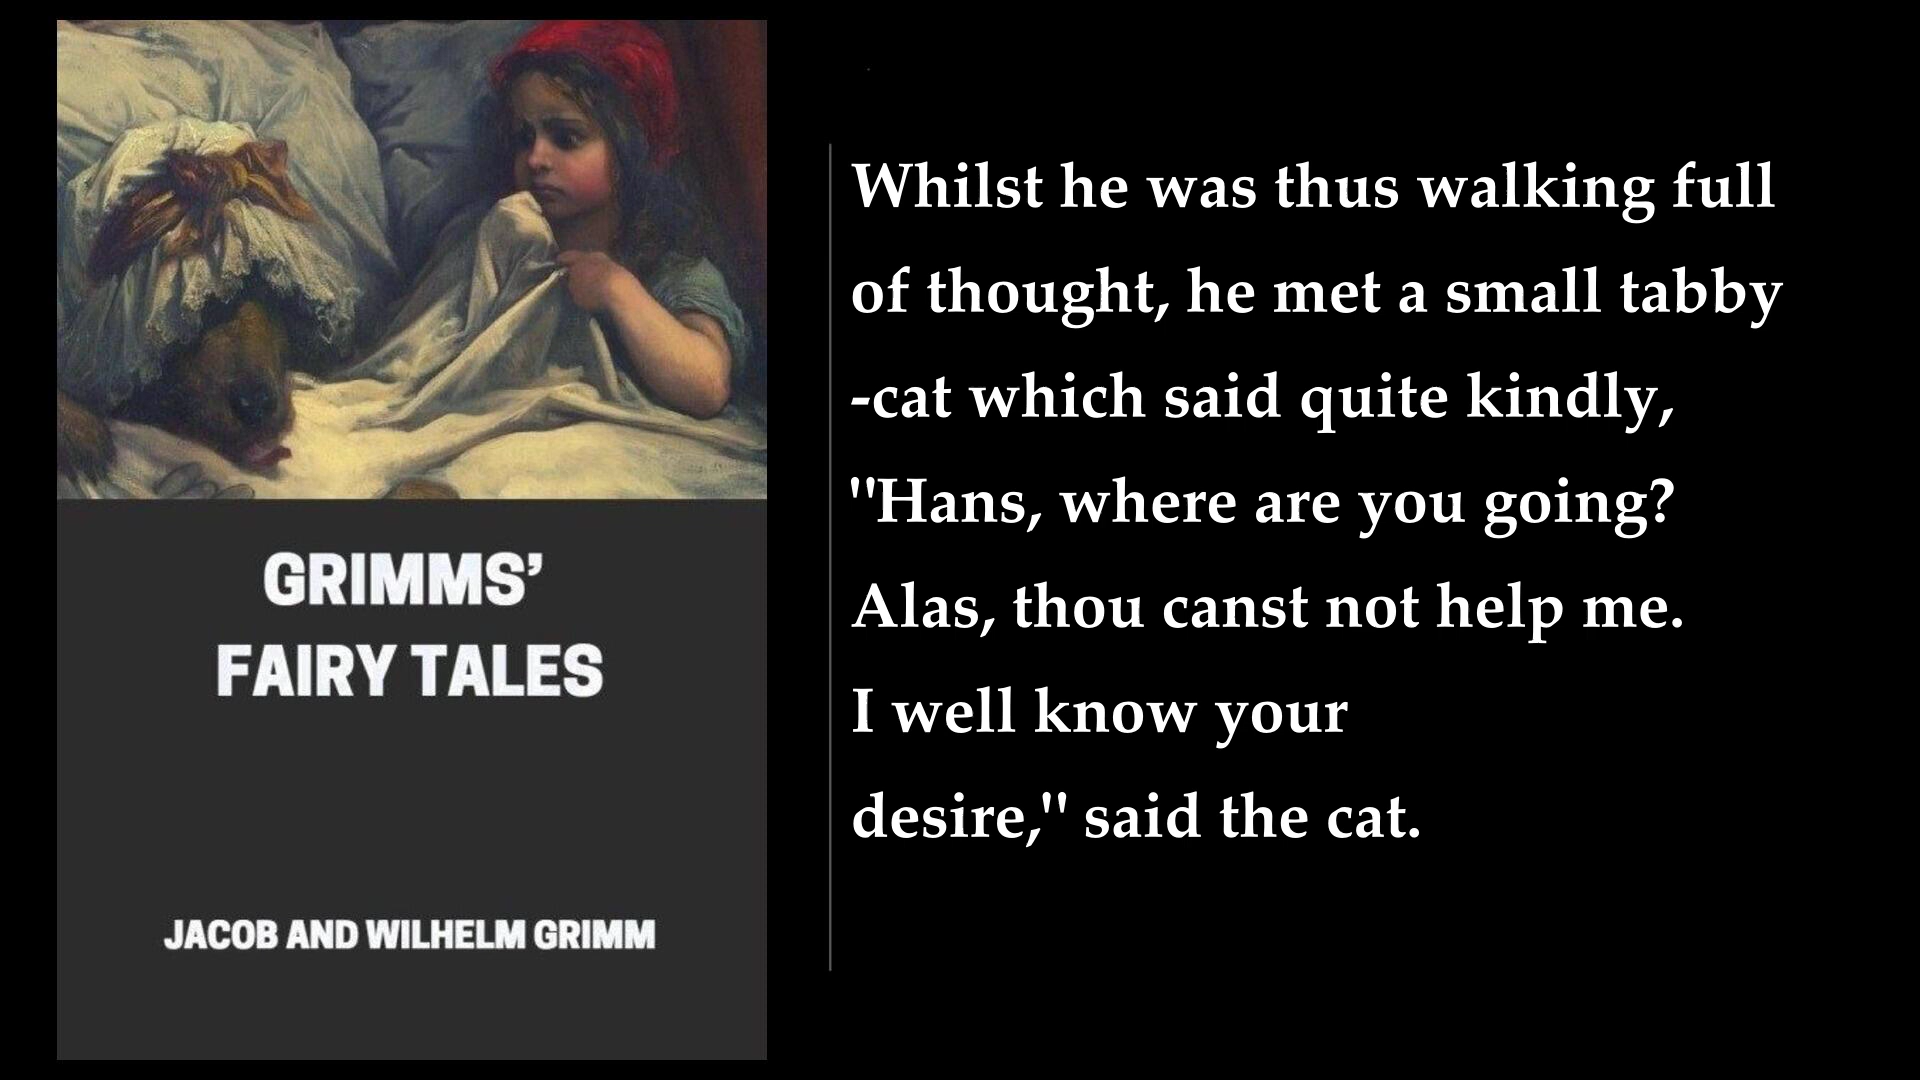 GRIMMS’
FAIRY TALES
JACOB AND WILHELM GRIMM
Whilst he was thus walking full
of thought, he met a small tabby
-cat which said quite kindly,
"Hans, where are you going?
Alas, thou canst not help me.
I well know your
desire," said the cat.